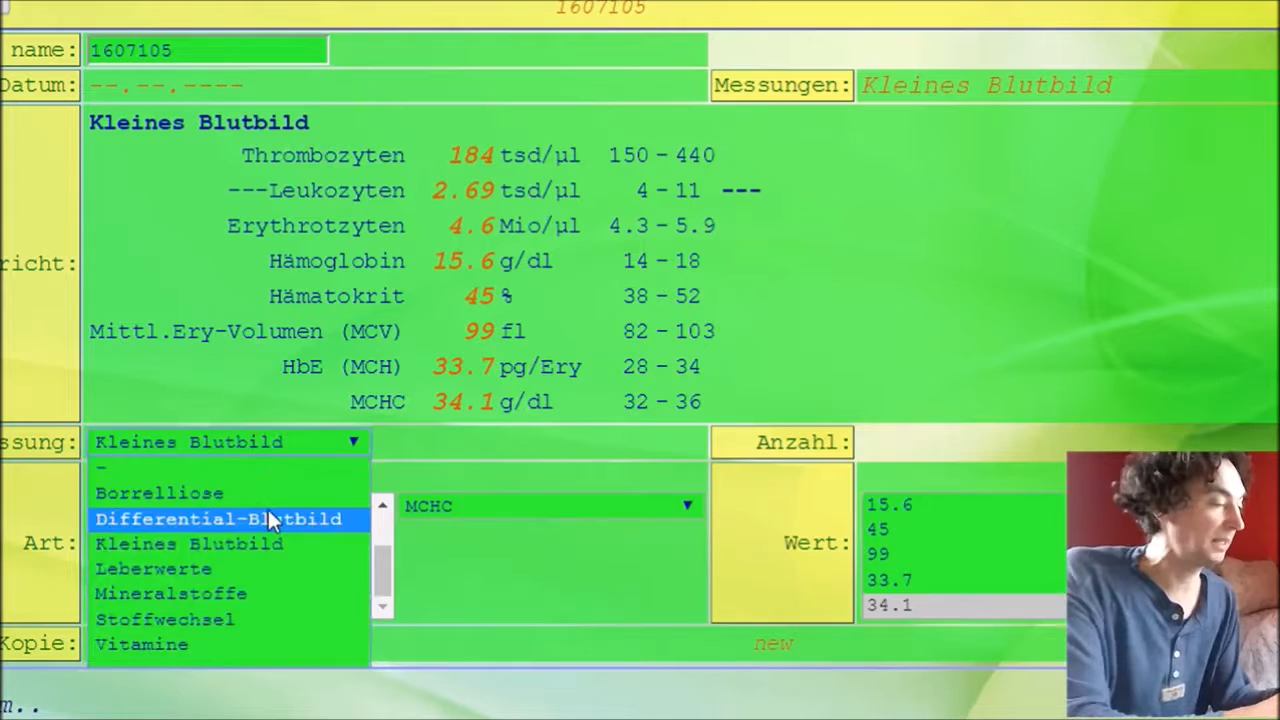 1607105
name: 1607105
Datum: --.--.---- Messungen: Kleines Blutbild
Kleines Blutbild
Thrombozyten 184 tsd/µl 150 - 440
---Leukozyten 2.69 tsd/µl 4 - 11 ---
Erythrotzyten 4.6 Mio/µl 4.3 - 5.9
richt: Hämoglobin 15.6 g/dl 14 - 18
Hämatokrit 45 % 38 - 52
Mittl.Ery-Volumen (MCV) 99 fl 82 - 103
HbE (MCH) 33.7 pg/Ery 28 - 34
MCHC 34.1 g/dl 32 - 36
ssung: Kleines Blutbild Anzahl:
-
Borrelliose
Differential-Blutbild
Kleines Blutbild
Leberwerte
Mineralstoffe
Stoffwechsel
Vitamine
Art: MCHC Wert:
15.6
45
99
33.7
34.1
Kopie: new
m..